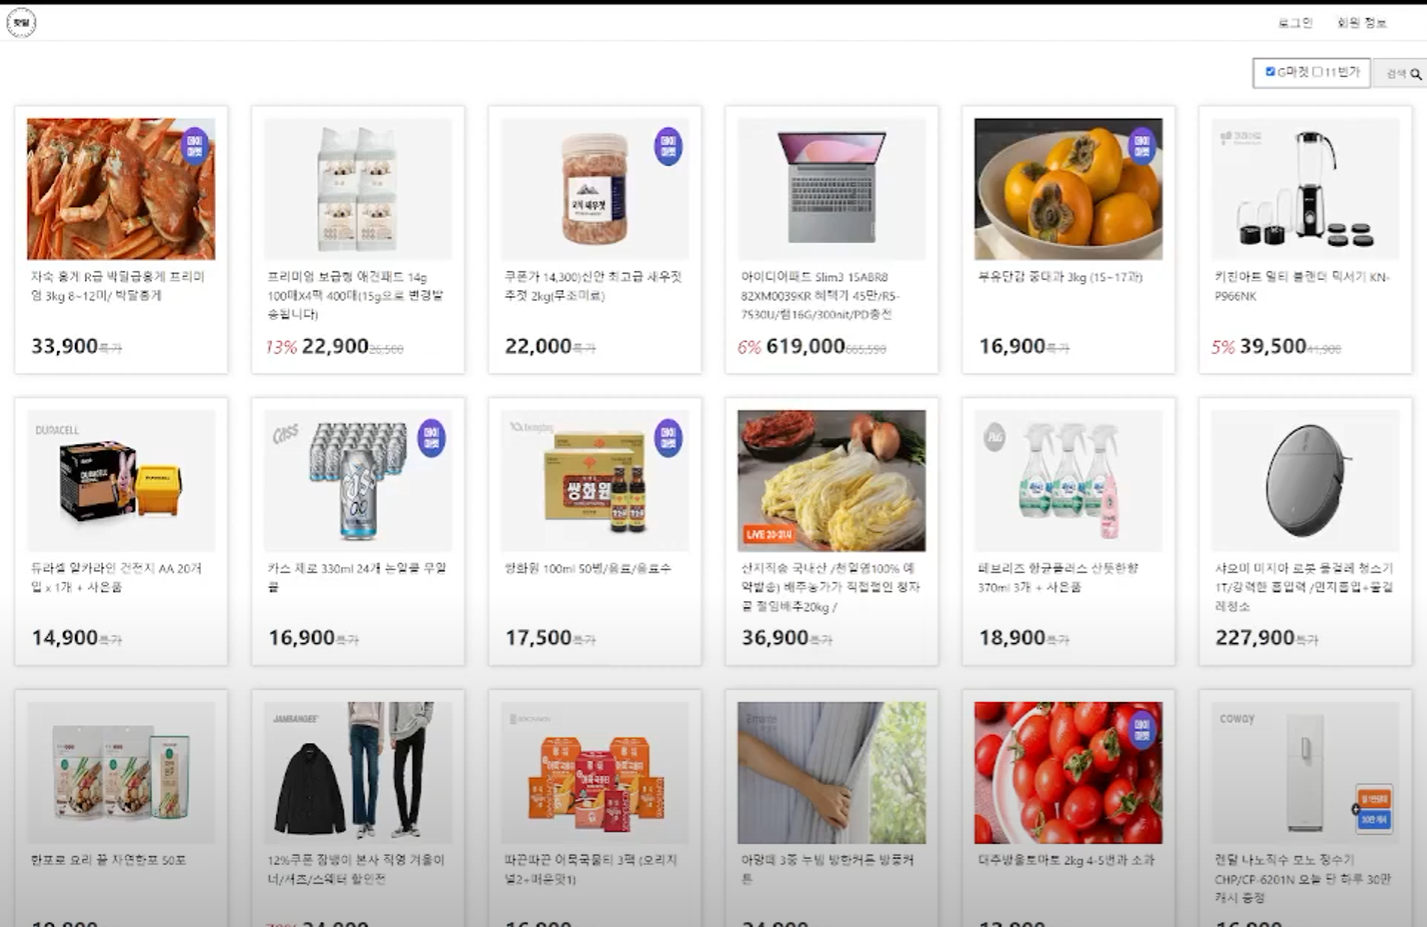 핫딜
로그인 회원 정보
G마켓 11번가 검색
자숙 홍게 R급 박달급홍게 프리미
엄 3kg 8~12미/ 박달홍게
33,900특가
프리미엄 보급형 애견패드 14g
100매X4팩 400매(15g으로 변경발
송됩니다)
13% 22,900 26,500
쿠폰가 14,300)신안 최고급 새우젓
추젓 2kg(무소미료)
22,000특가
아이디어패드 Slim3 15ABR8
82XM0039KR 혜택가 45만/R5-
7530U/램16G/300nit/PD충전
6% 619,000 665,590
부유단감 중대과 3kg (15~17과)
16,900특가
키친아트 멀티 블랜더 믹서기 KN-
P966NK
5% 39,500 41,900
DURACELL
듀라셀 알카라인 건전지 AA 20개
입 x 1개 + 사은품
14,900특가
Cass
카스 제로 330ml 24개 논알콜 무알
콜
16,900특가
쌍화원
쌍화원 100ml 50병/음료/음료수
17,500특가
LIVE 20-21시
산지직송 국내산 /천일염100% 예
약발송) 배추농가가 직접절인 청자
골 절임배추20kg /
36,900특가
P&G
페브리즈 항균플러스 산뜻한향
370ml 3개 + 사은품
18,900특가
샤오미 미지아 로봇 물걸레 청소기
1T/강력한 흡입력 /먼지흡입+물걸
레청소
227,900특가
한포로 요리 끝 자연한포 50포
JAMBANGEE
12%쿠폰 잠뱅이 본사 직영 겨울이
너/셔츠/스웨터 할인전
따끈따끈 어묵국물티 3팩 (오리지
널2+매운맛1)
2mante
아망떼 3중 누빔 방한커튼 방풍커
튼
대추방울토마토 2kg 4-5번과 소과
coway
렌탈 나노직수 모노 정수기
CHP/CP-6201N 오늘 단 하루 30만
캐시 증정